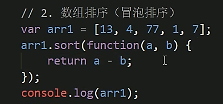 // 2. 数组排序（冒泡排序）
var arr1 = [13, 4, 77, 1, 7];
arr1.sort(function(a, b) {
    return a - b;
});
console.log(arr1);